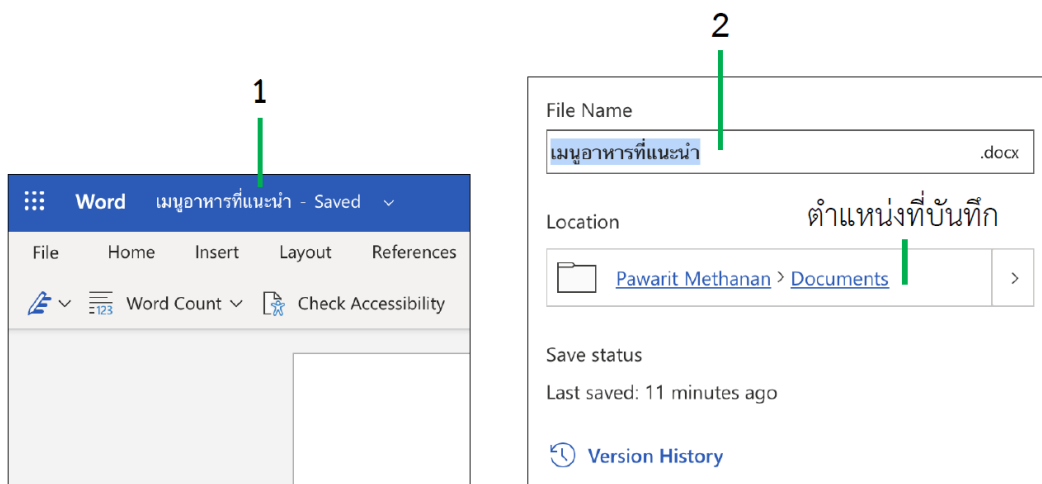 1
Word เมนูอาหารที่แนะนำ - Saved
File Home Insert Layout References
123 Word Count Check Accessibility
2
File Name
เมนูอาหารที่แนะนำ .docx
Location ตำแหน่งที่บันทึก
Pawarit Methanan > Documents >
Save status
Last saved: 11 minutes ago
Version History